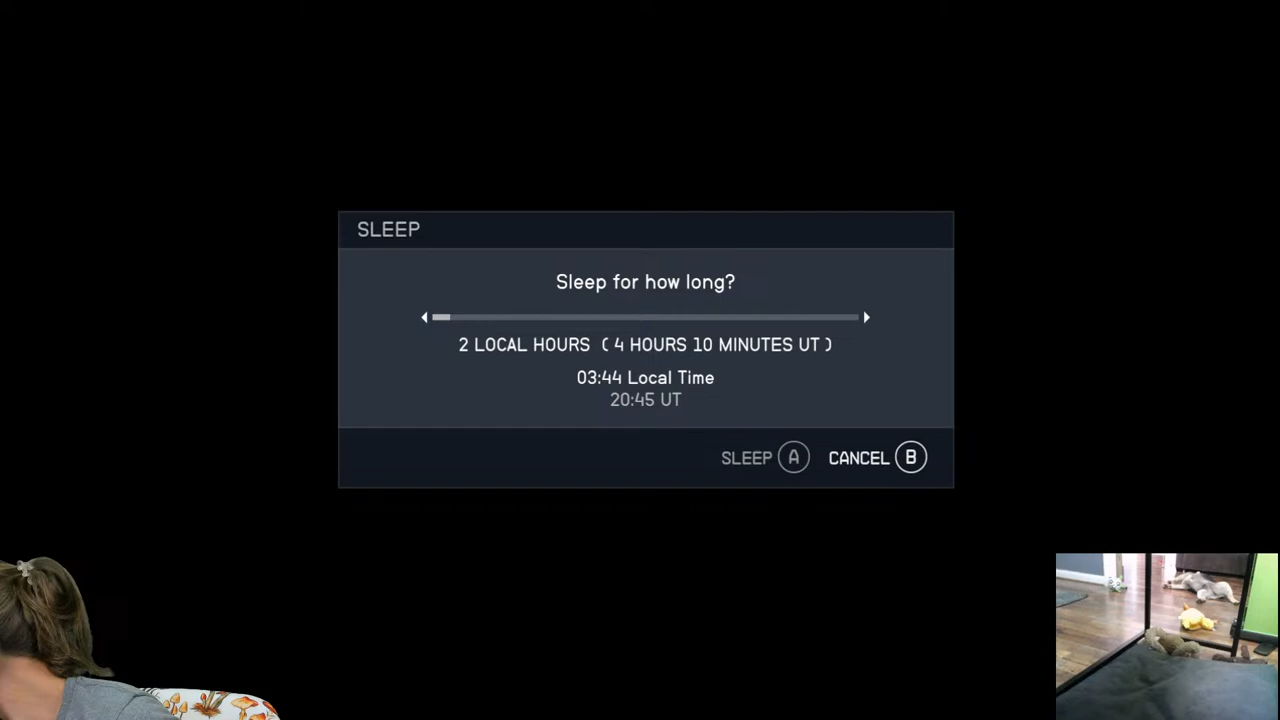 SLEEP
Sleep for how long?
2 LOCAL HOURS ( 4 HOURS 10 MINUTES UT )
03:44 Local Time
20:45 UT
SLEEP A CANCEL B